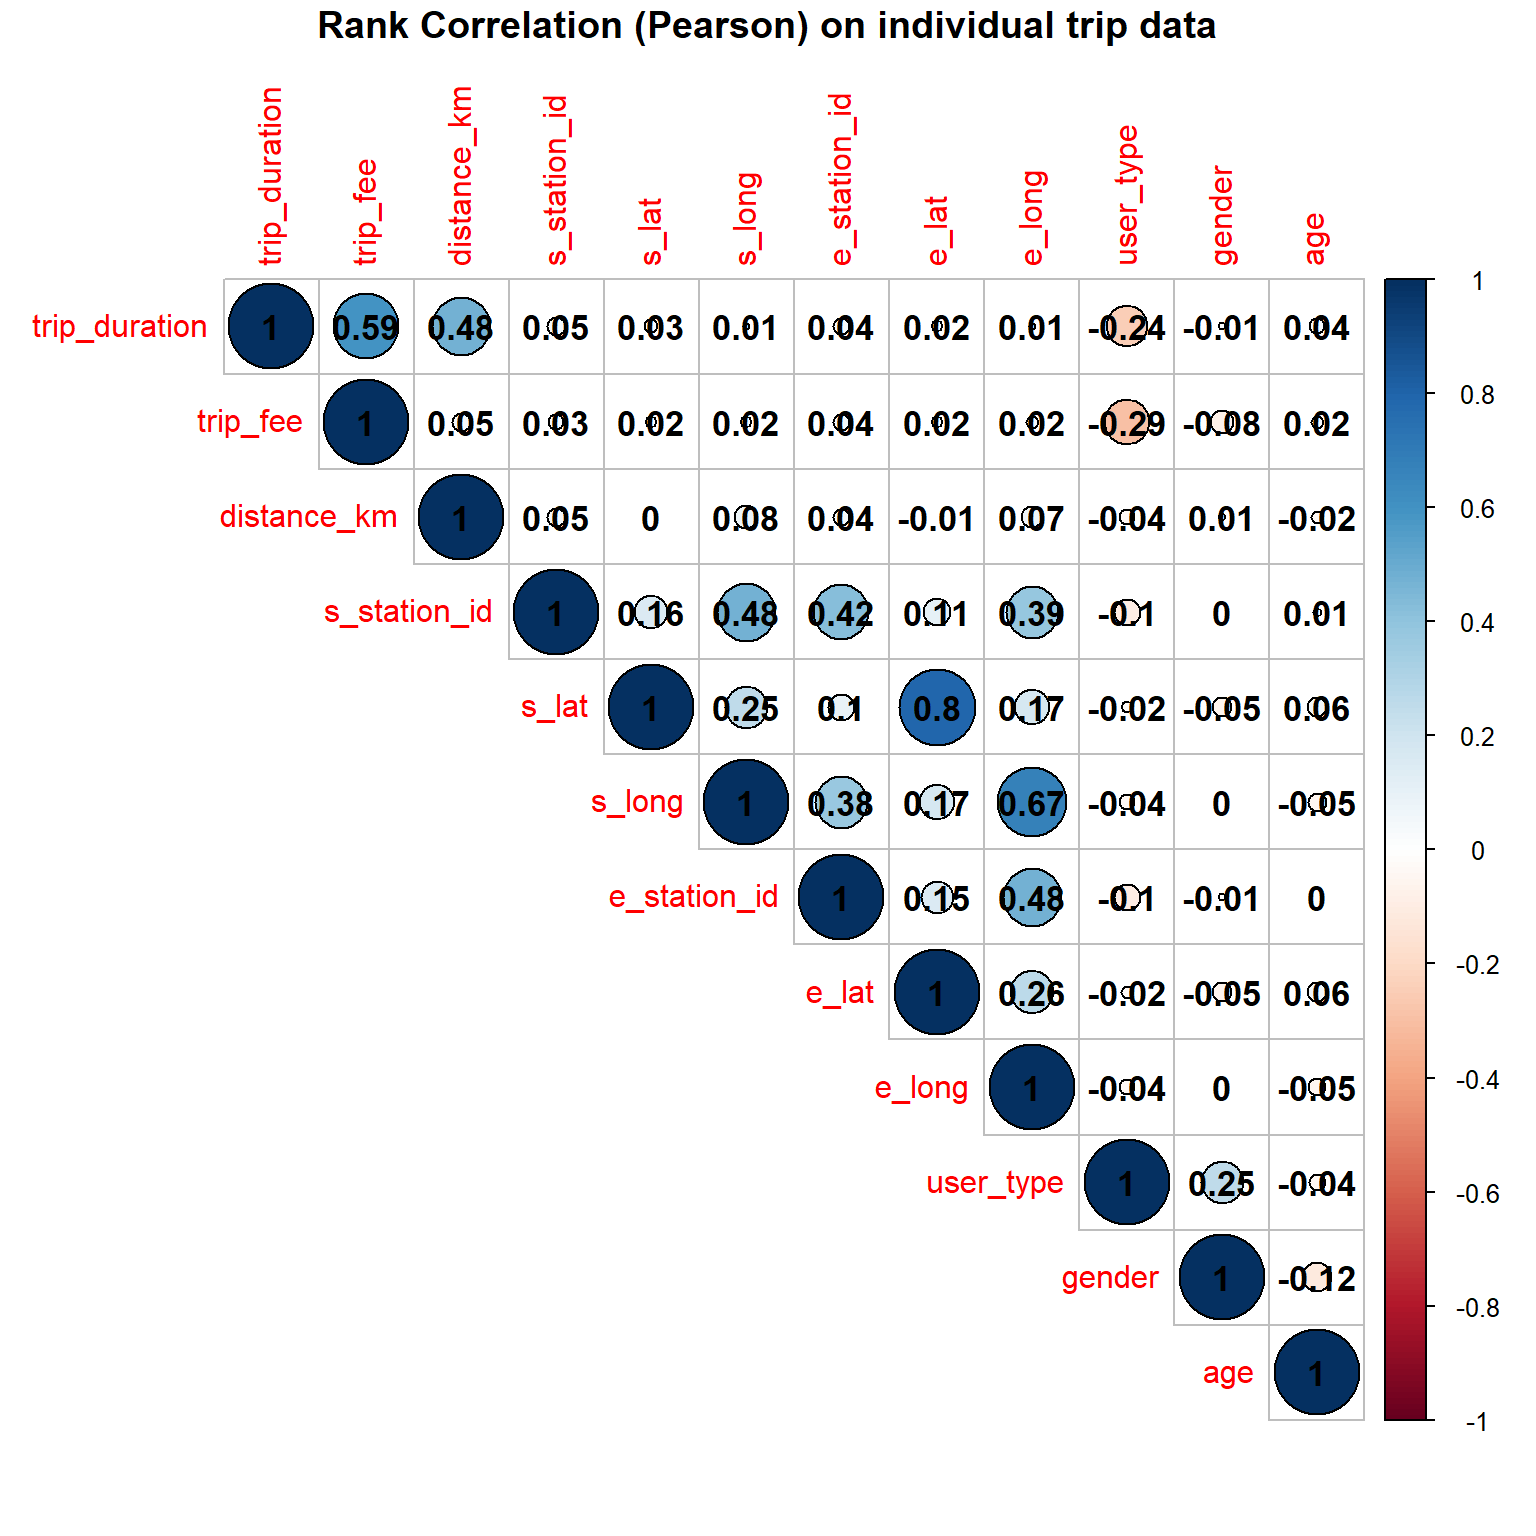 Rank Correlation (Pearson) on individual trip data
trip_duration trip_fee distance_km s_station_id s_lat s_long e_station_id e_lat e_long user_type gender age
trip_duration 1 0.59 0.48 0.05 0.03 0.01 0.04 0.02 0.01 -0.24 -0.01 0.04
trip_fee 1 0.05 0.03 0.02 0.02 0.04 0.02 0.02 -0.29 -0.08 0.02
distance_km 1 0.05 0 0.08 0.04 -0.01 0.07 -0.04 0.01 -0.02
s_station_id 1 0.16 0.48 0.42 0.11 0.39 -0.1 0 0.01
s_lat 1 0.25 0.1 0.8 0.17 -0.02 -0.05 0.06
s_long 1 0.38 0.17 0.67 -0.04 0 -0.05
e_station_id 1 0.15 0.48 -0.1 -0.01 0
e_lat 1 0.26 -0.02 -0.05 0.06
e_long 1 -0.04 0 -0.05
user_type 1 0.25 -0.04
gender 1 -0.12
age 1
1
0.8
0.6
0.4
0.2
0
-0.2
-0.4
-0.6
-0.8
-1